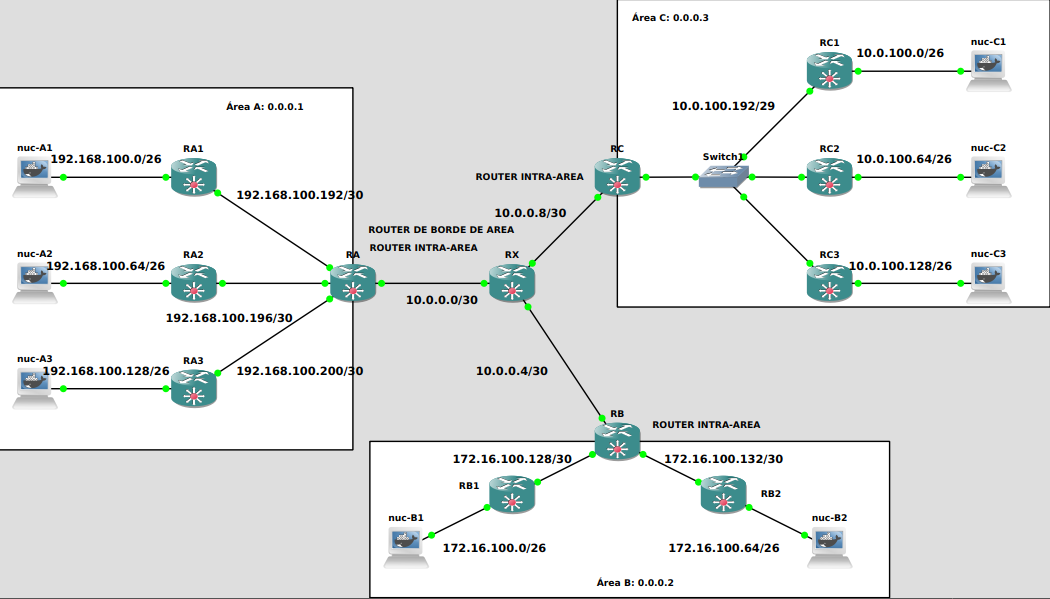 Área C: 0.0.0.3
RC1
10.0.100.0/26
nuc-C1
10.0.100.192/29
Área A: 0.0.0.1
nuc-A1
192.168.100.0/26
RA1
192.168.100.192/30
RC
ROUTER INTRA-AREA
Switch1
RC2
10.0.100.64/26
nuc-C2
10.0.0.8/30
ROUTER DE BORDE DE AREA
ROUTER INTRA-AREA
nuc-A2
192.168.100.64/26
RA2
RA
RX
RC3
10.0.100.128/26
nuc-C3
10.0.0.0/30
192.168.100.196/30
nuc-A3
192.168.100.128/26
RA3
192.168.100.200/30
10.0.0.4/30
RB
ROUTER INTRA-AREA
172.16.100.128/30
172.16.100.132/30
RB1
RB2
nuc-B1
nuc-B2
172.16.100.0/26
172.16.100.64/26
Área B: 0.0.0.2